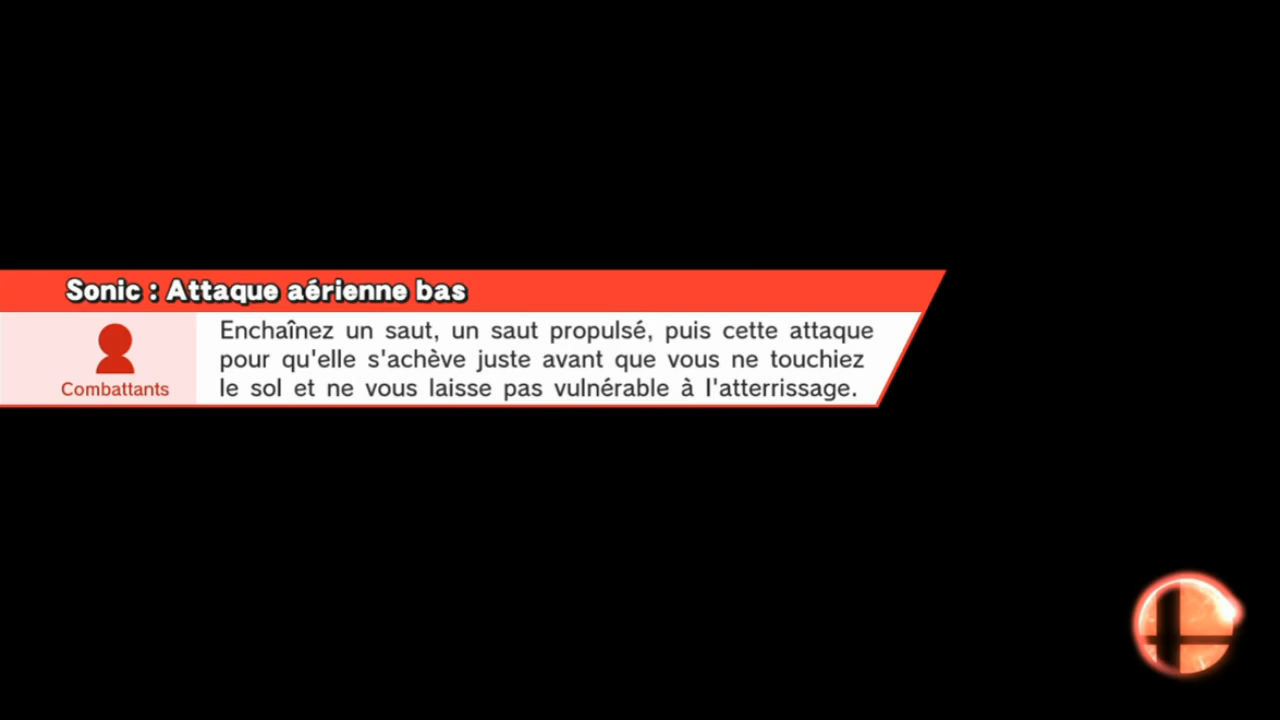 Sonic : Attaque aérienne bas
Combattants
Enchaînez un saut, un saut propulsé, puis cette attaque
pour qu'elle s'achève juste avant que vous ne touchiez
le sol et ne vous laisse pas vulnérable à l'atterrissage.